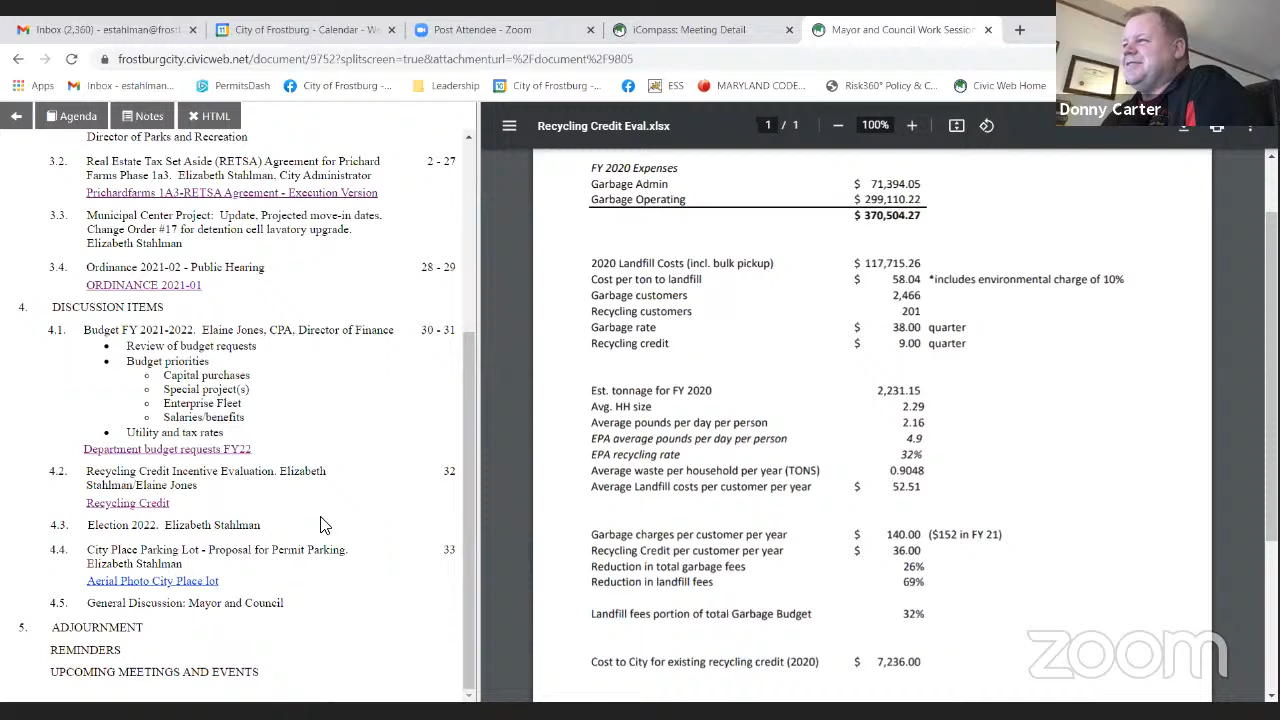 Inbox (2,360) - estahlman@frost
City of Frostburg - Calendar - We
Post Attendee - Zoom
iCompass: Meeting Detail
Mayor and Council Work Session
frostburgcity.civicweb.net/document/9752?splitscreen=true&attachmenturl=%2Fdocument%2F9805
Apps
Inbox - estahlman...
PermitsDash
City of Frostburg -...
Leadership
City of Frostburg -...
ESS
MARYLAND CODE...
Risk360° Policy & C...
Civic Web Home
Donny Carter
Agenda
Notes
HTML
Director of Parks and Recreation
3.2. Real Estate Tax Set Aside (RETSA) Agreement for Prichard 2 - 27
Farms Phase 1a3. Elizabeth Stahlman, City Administrator
Prichardfarms 1A3-RETSA Agreement - Execution Version
3.3. Municipal Center Project: Update, Projected move-in dates.
Change Order #17 for detention cell lavatory upgrade.
Elizabeth Stahlman
3.4. Ordinance 2021-02 - Public Hearing 28 - 29
ORDINANCE 2021-01
4. DISCUSSION ITEMS
4.1. Budget FY 2021-2022. Elaine Jones, CPA, Director of Finance 30 - 31
• Review of budget requests
• Budget priorities
○ Capital purchases
○ Special project(s)
○ Enterprise Fleet
○ Salaries/benefits
• Utility and tax rates
Department budget requests FY22
4.2. Recycling Credit Incentive Evaluation. Elizabeth 32
Stahlman/Elaine Jones
Recycling Credit
4.3. Election 2022. Elizabeth Stahlman
4.4. City Place Parking Lot - Proposal for Permit Parking. 33
Elizabeth Stahlman
Aerial Photo City Place lot
4.5. General Discussion: Mayor and Council
5. ADJOURNMENT
REMINDERS
UPCOMING MEETINGS AND EVENTS
Recycling Credit Eval.xlsx
1 / 1
100%
FY 2020 Expenses
Garbage Admin $ 71,394.05
Garbage Operating $ 299,110.22
$ 370,504.27
2020 Landfill Costs (incl. bulk pickup) $ 117,715.26
Cost per ton to landfill $ 58.04 *includes environmental charge of 10%
Garbage customers 2,466
Recycling customers 201
Garbage rate $ 38.00 quarter
Recycling credit $ 9.00 quarter
Est. tonnage for FY 2020 2,231.15
Avg. HH size 2.29
Average pounds per day per person 2.16
EPA average pounds per day per person 4.9
EPA recycling rate 32%
Average waste per household per year (TONS) 0.9048
Average Landfill costs per customer per year $ 52.51
Garbage charges per customer per year $ 140.00 ($152 in FY 21)
Recycling Credit per customer per year $ 36.00
Reduction in total garbage fees 26%
Reduction in landfill fees 69%
Landfill fees portion of total Garbage Budget 32%
Cost to City for existing recycling credit (2020) $ 7,236.00
zoom